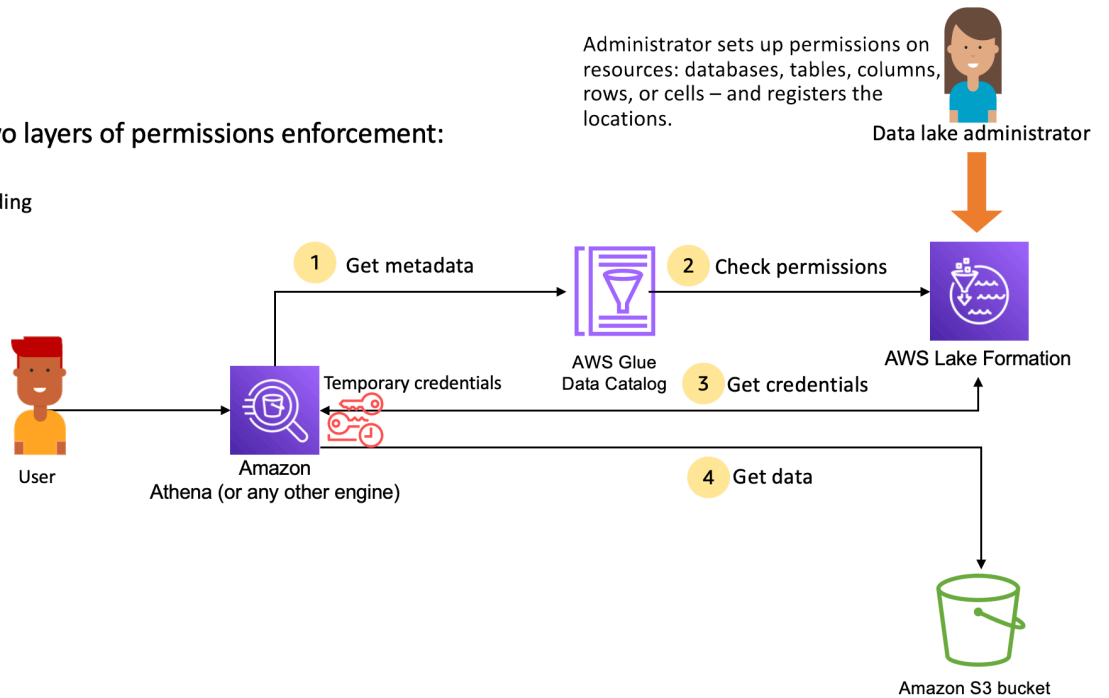 Administrator sets up permissions on
resources: databases, tables, columns,
rows, or cells – and registers the
locations.
Data lake administrator
layers of permissions enforcement:
1 Get metadata
2 Check permissions
AWS Glue
Data Catalog
AWS Lake Formation
Temporary credentials
3 Get credentials
User
Amazon
Athena (or any other engine)
4 Get data
Amazon S3 bucket